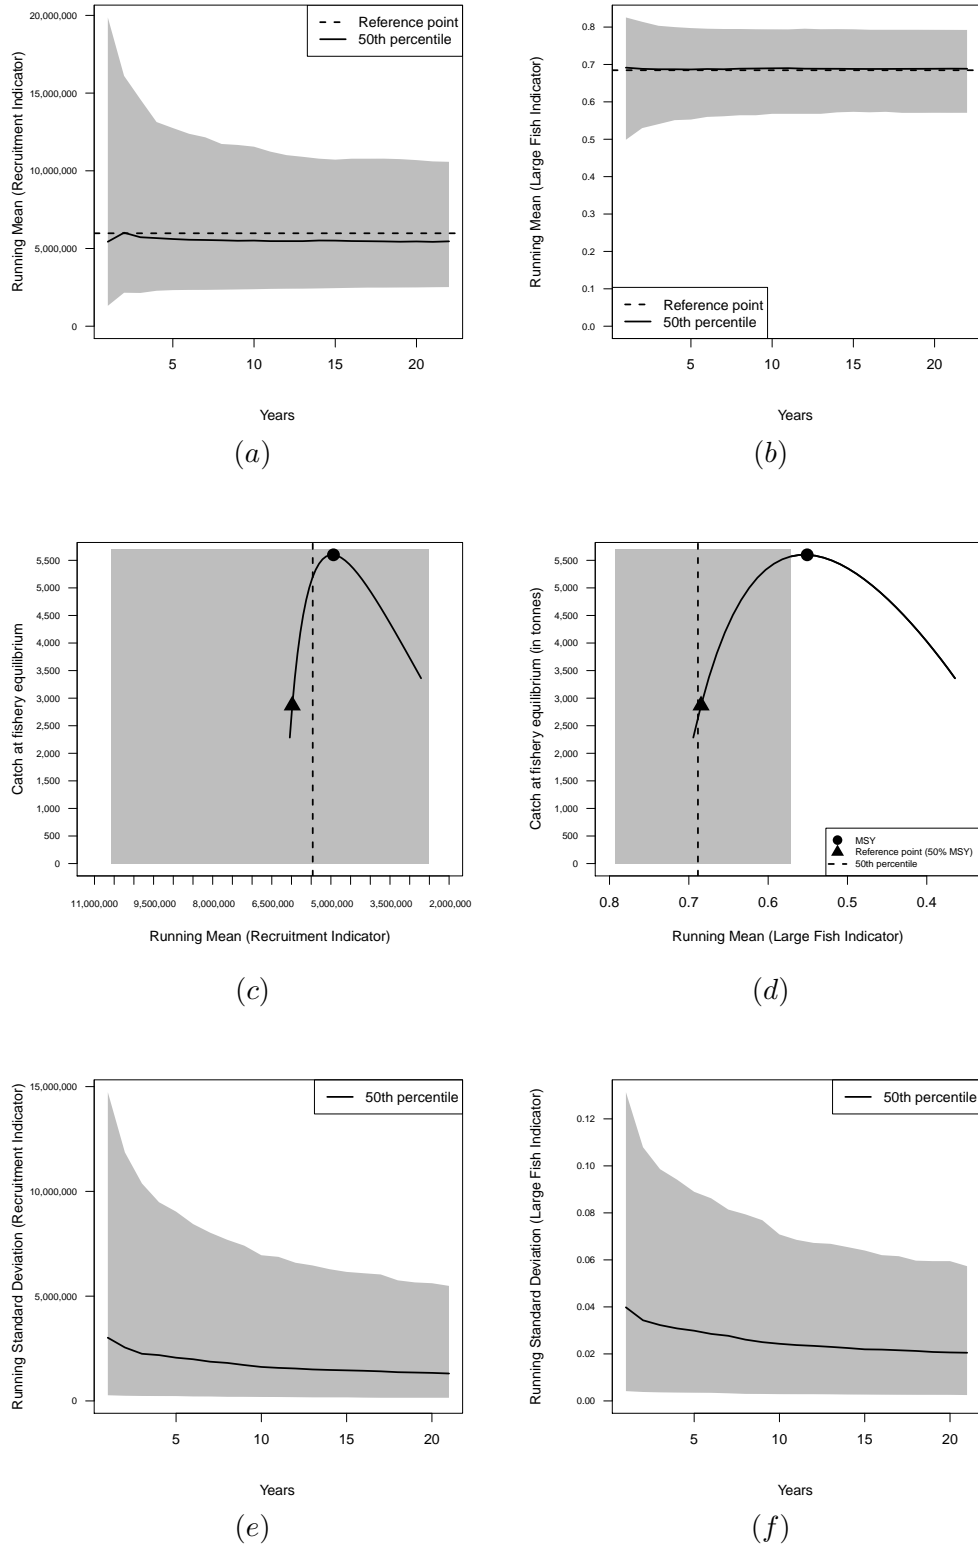 Running Mean (Recruitment Indicator)
20,000,000
15,000,000
10,000,000
5,000,000
0
Reference point
50th percentile
5 10 15 20
Years
(a)
Running Mean (Large Fish Indicator)
0.8
0.7
0.6
0.5
0.4
0.3
0.2
0.1
0.0
Reference point
50th percentile
5 10 15 20
Years
(b)
Catch at fishery equilibrium
5,500
5,000
4,500
4,000
3,500
3,000
2,500
2,000
1,500
1,000
500
0
11,000,000 9,500,000 8,000,000 6,500,000 5,000,000 3,500,000 2,000,000
Running Mean (Recruitment Indicator)
(c)
Catch at fishery equilibrium (in tonnes)
5,500
5,000
4,500
4,000
3,500
3,000
2,500
2,000
1,500
1,000
500
0
MSY
Reference point (50% MSY)
50th percentile
0.8 0.7 0.6 0.5 0.4
Running Mean (Large Fish Indicator)
(d)
Running Standard Deviation (Recruitment Indicator)
15,000,000
10,000,000
5,000,000
0
50th percentile
5 10 15 20
Years
(e)
Running Standard Deviation (Large Fish Indicator)
0.12
0.10
0.08
0.06
0.04
0.02
0.00
50th percentile
5 10 15 20
Years
(f)